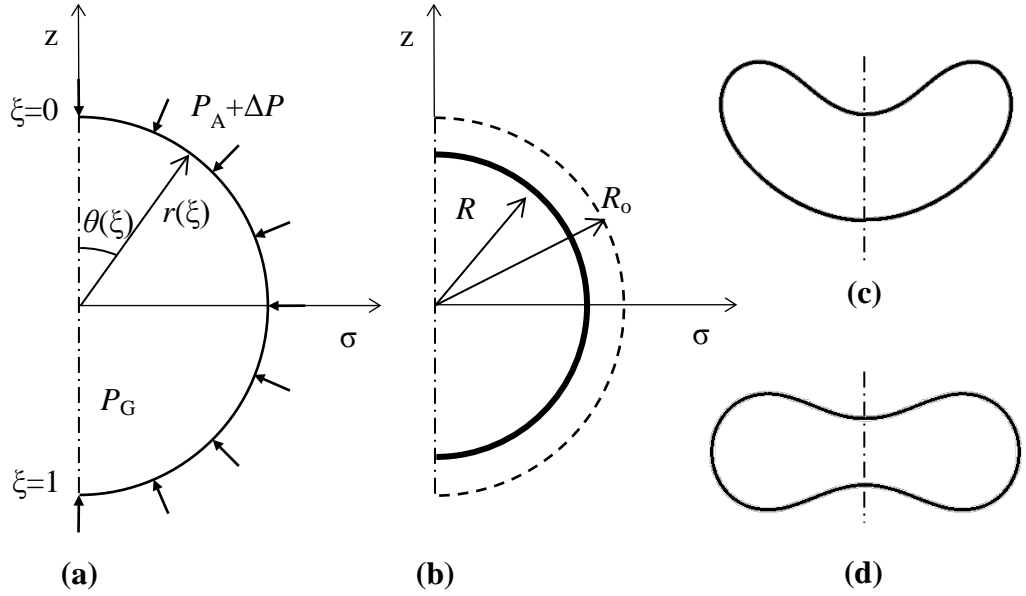 z
ξ=0
P_A+ΔP
θ(ξ)
r(ξ)
σ
P_G
ξ=1
(a)
z
R
R_o
σ
(b)
(c)
(d)